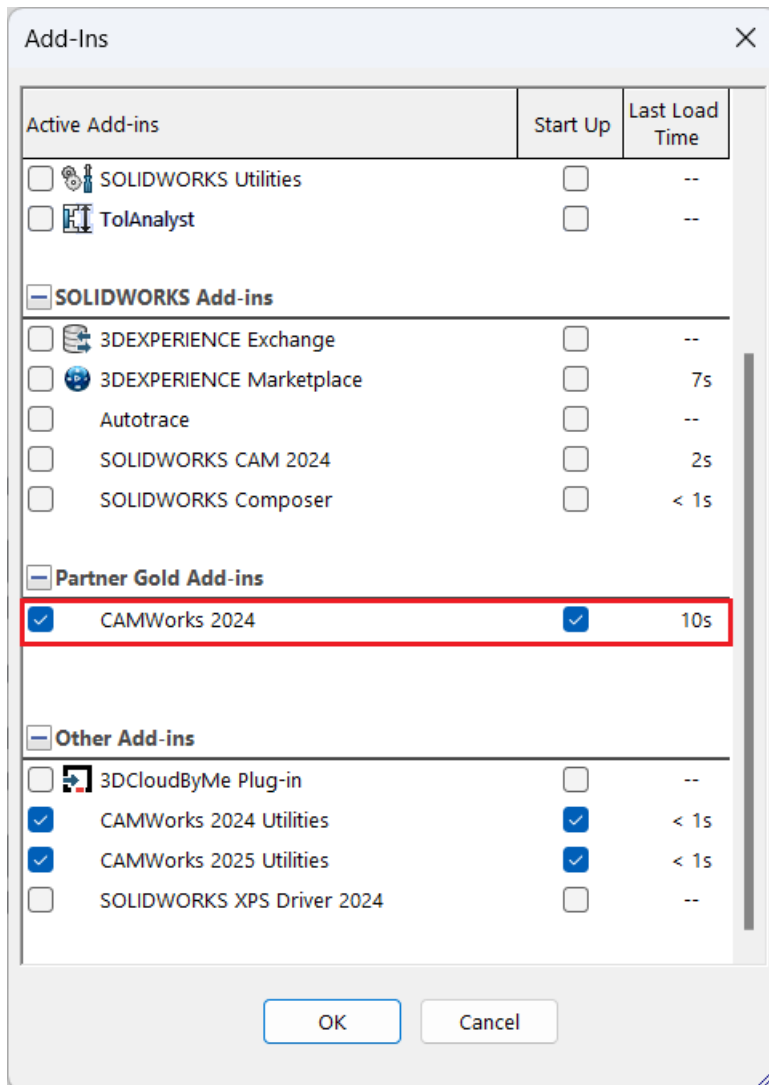 Add-Ins
Active Add-ins Start Up Last Load Time
SOLIDWORKS Utilities --
TolAnalyst --
SOLIDWORKS Add-ins
3DEXPERIENCE Exchange --
3DEXPERIENCE Marketplace 7s
Autotrace --
SOLIDWORKS CAM 2024 2s
SOLIDWORKS Composer < 1s
Partner Gold Add-ins
CAMWorks 2024 10s
Other Add-ins
3DCloudByMe Plug-in --
CAMWorks 2024 Utilities < 1s
CAMWorks 2025 Utilities < 1s
SOLIDWORKS XPS Driver 2024 --
OK Cancel